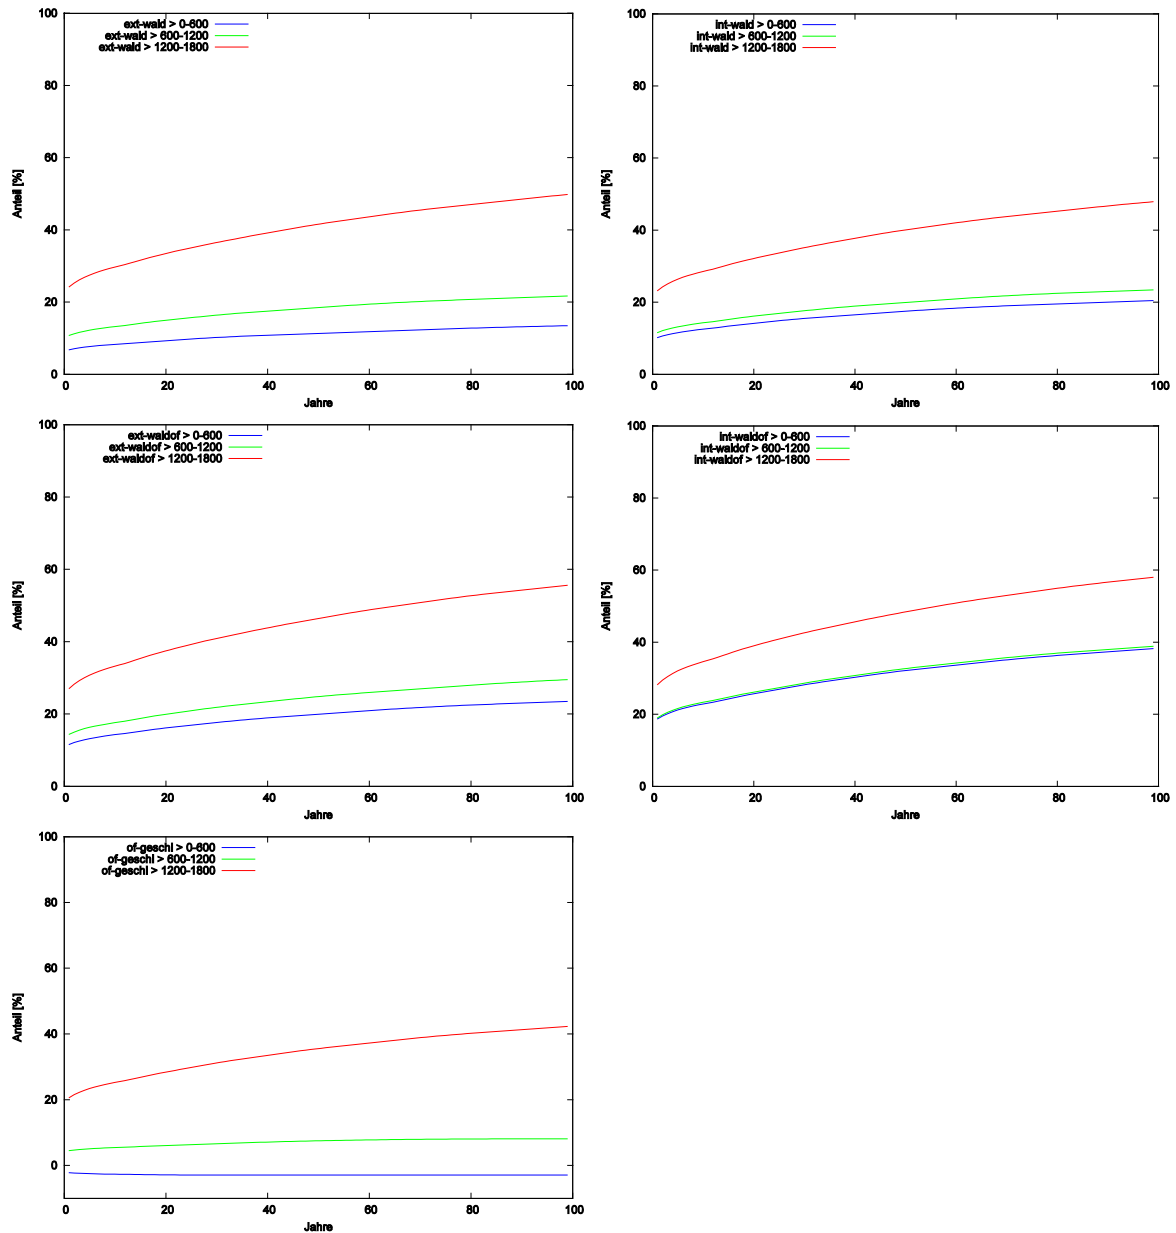 100
80
60
40
20
0
Anteil [%]
ext-wald > 0-600
ext-wald > 600-1200
ext-wald > 1200-1800
0 20 40 60 80 100
Jahre
100
80
60
40
20
0
Anteil [%]
int-wald > 0-600
int-wald > 600-1200
int-wald > 1200-1800
0 20 40 60 80 100
Jahre
100
80
60
40
20
0
Anteil [%]
ext-waldof > 0-600
ext-waldof > 600-1200
ext-waldof > 1200-1800
0 20 40 60 80 100
Jahre
100
80
60
40
20
0
Anteil [%]
int-waldof > 0-600
int-waldof > 600-1200
int-waldof > 1200-1800
0 20 40 60 80 100
Jahre
100
80
60
40
20
0
Anteil [%]
of-geschl > 0-600
of-geschl > 600-1200
of-geschl > 1200-1800
0 20 40 60 80 100
Jahre